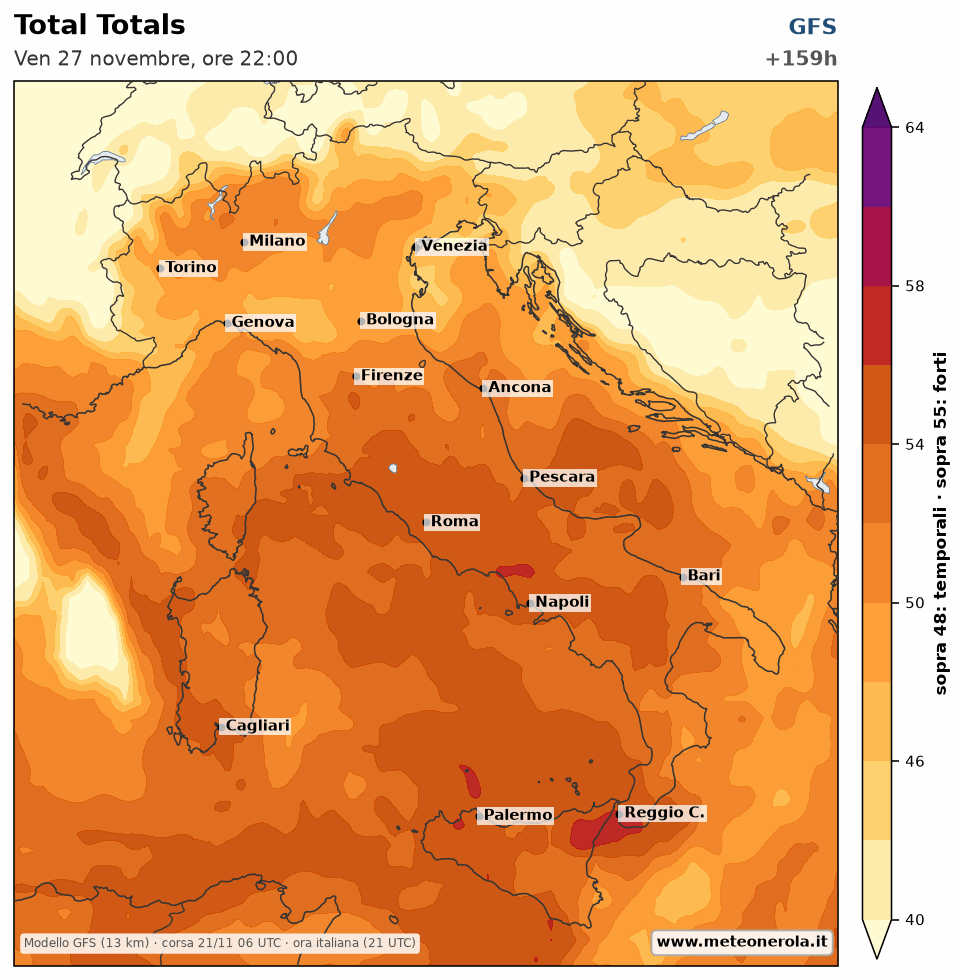 Total Totals
GFS
Ven 27 novembre, ore 22:00
+159h
64
58
54
50
46
40
sopra 48: temporali · sopra 55: forti
Milano
Venezia
Torino
Genova
Bologna
Firenze
Ancona
Pescara
Roma
Bari
Napoli
Cagliari
Palermo
Reggio C.
Modello GFS (13 km) · corsa 21/11 06 UTC · ora italiana (21 UTC)
www.meteonerola.it